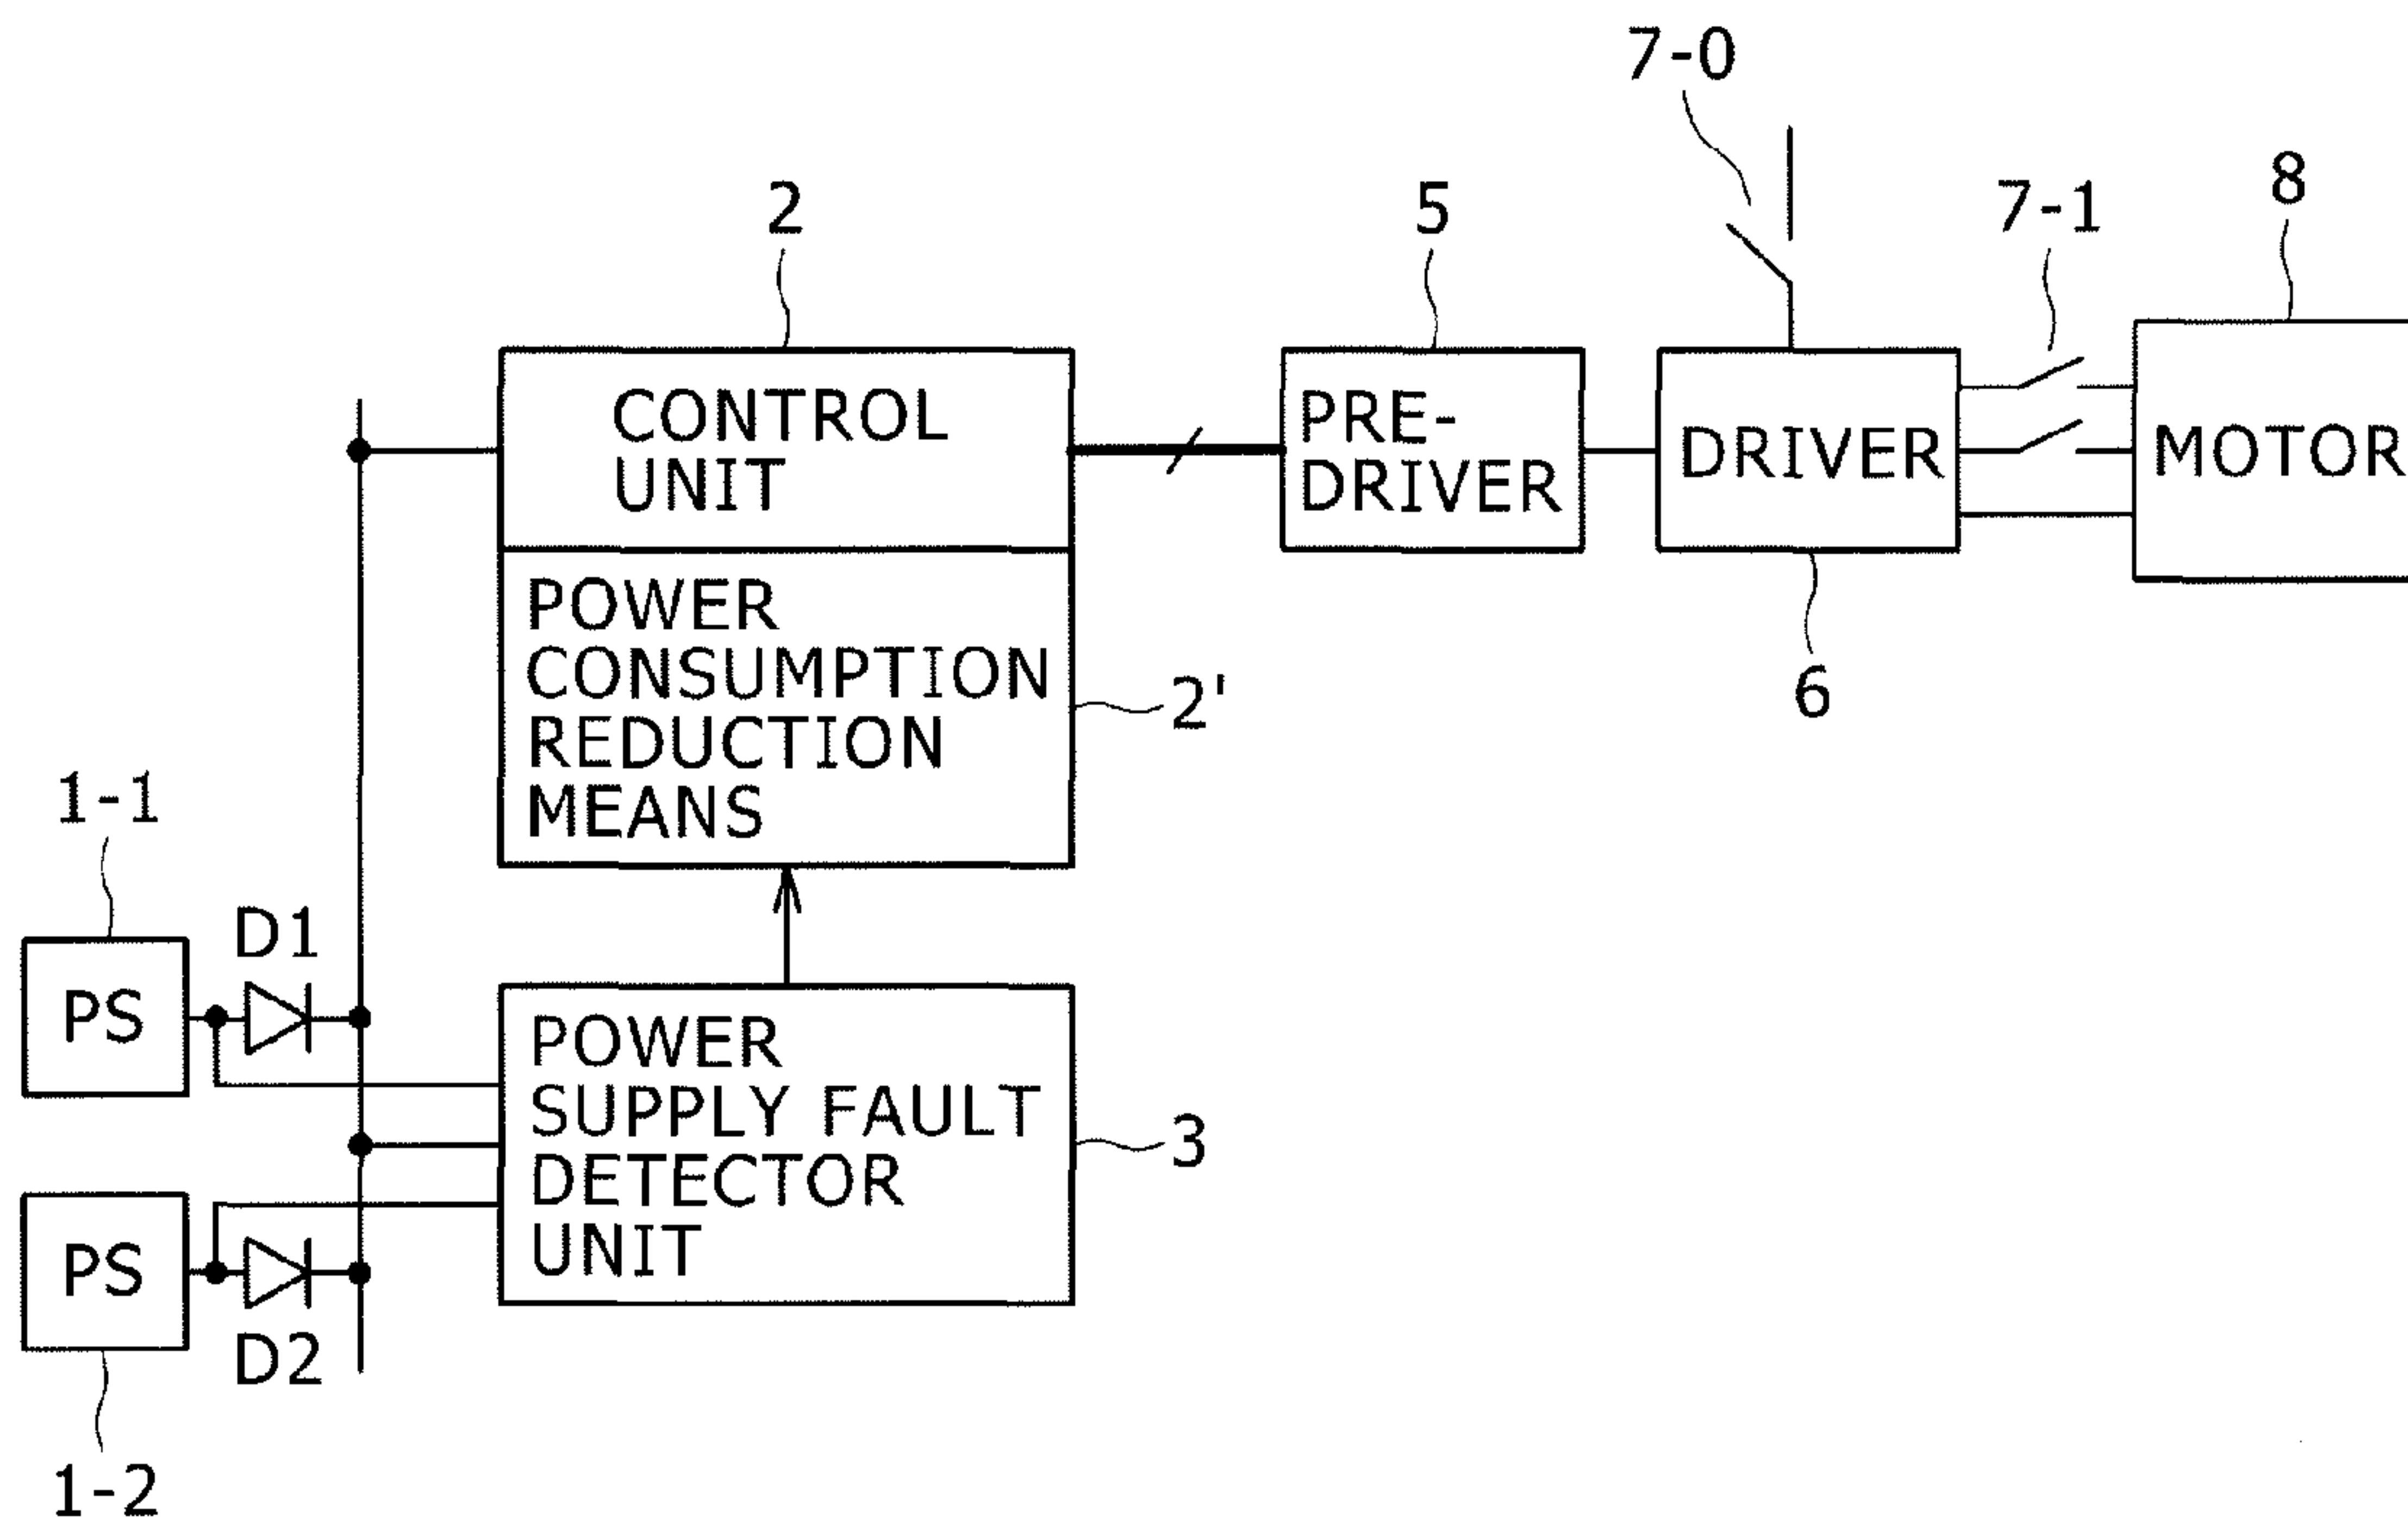 7-0
2
5
7-1
8
CONTROL
UNIT
PRE-
DRIVER
DRIVER
MOTOR
POWER
CONSUMPTION
REDUCTION
MEANS
2'
6
1-1
D1
PS
POWER
SUPPLY FAULT
DETECTOR
UNIT
3
PS
D2
1-2